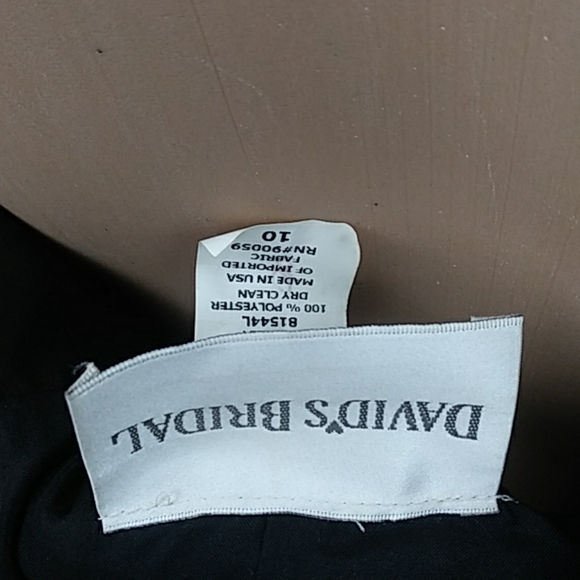 DAVID'S BRIDAL
81544L
100% POLYESTER
DRY CLEAN
MADE IN USA
OF IMPORTED
FABRIC
RN#90059
10